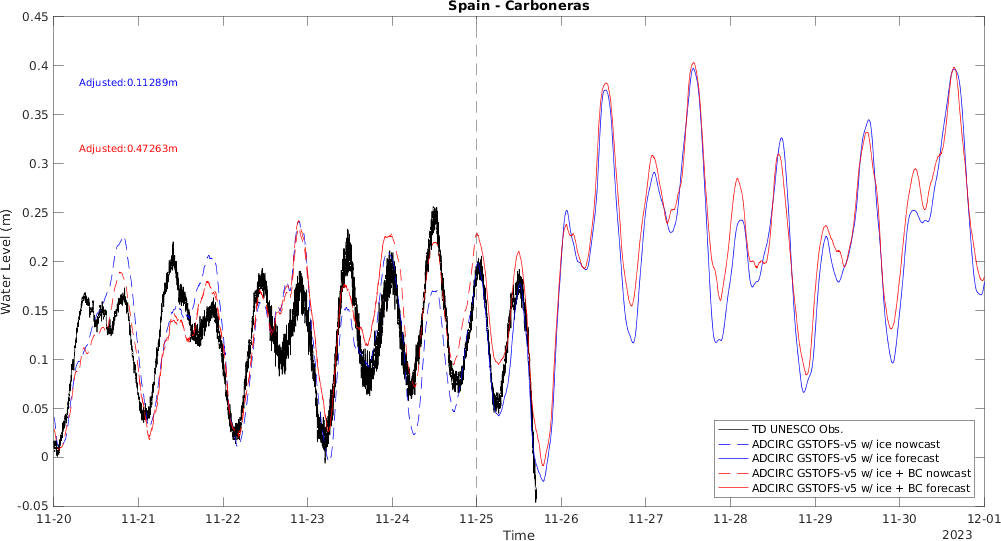 Spain - Carboneras
0.45
0.4
0.35
0.3
0.25
0.2
0.15
0.1
0.05
0
-0.05
Water Level (m)
Adjusted:0.11289m
Adjusted:0.47263m
TD UNESCO Obs.
ADCIRC GSTOFS-v5 w/ ice nowcast
ADCIRC GSTOFS-v5 w/ ice forecast
ADCIRC GSTOFS-v5 w/ ice + BC nowcast
ADCIRC GSTOFS-v5 w/ ice + BC forecast
11-20 11-21 11-22 11-23 11-24 11-25 11-26 11-27 11-28 11-29 11-30 12-01
Time
2023